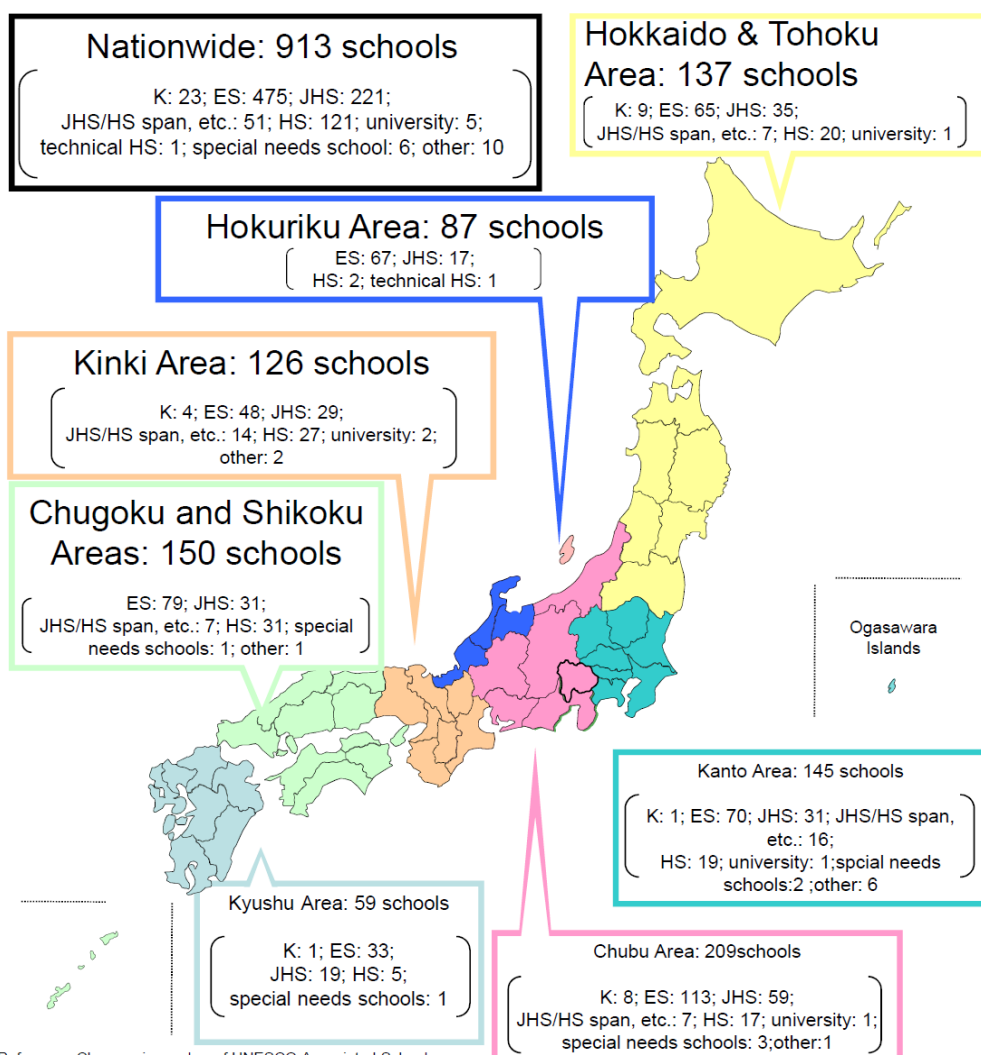 Nationwide: 913 schools
K: 23; ES: 475; JHS: 221;
JHS/HS span, etc.: 51; HS: 121; university: 5;
technical HS: 1; special needs school: 6; other: 10
Hokkaido & Tohoku
Area: 137 schools
K: 9; ES: 65; JHS: 35;
JHS/HS span, etc.: 7; HS: 20; university: 1
Hokuriku Area: 87 schools
ES: 67; JHS: 17;
HS: 2; technical HS: 1
Kinki Area: 126 schools
K: 4; ES: 48; JHS: 29;
JHS/HS span, etc.: 14; HS: 27; university: 2;
other: 2
Chugoku and Shikoku
Areas: 150 schools
ES: 79; JHS: 31;
JHS/HS span, etc.: 7; HS: 31; special
needs schools: 1; other: 1
Ogasawara
Islands
Kanto Area: 145 schools
K: 1; ES: 70; JHS: 31; JHS/HS span,
etc.: 16;
HS: 19; university: 1;spcial needs
schools:2 ;other: 6
Kyushu Area: 59 schools
K: 1; ES: 33;
JHS: 19; HS: 5;
special needs schools: 1
Chubu Area: 209schools
K: 8; ES: 113; JHS: 59;
JHS/HS span, etc.: 7; HS: 17; university: 1;
special needs schools: 3;other:1